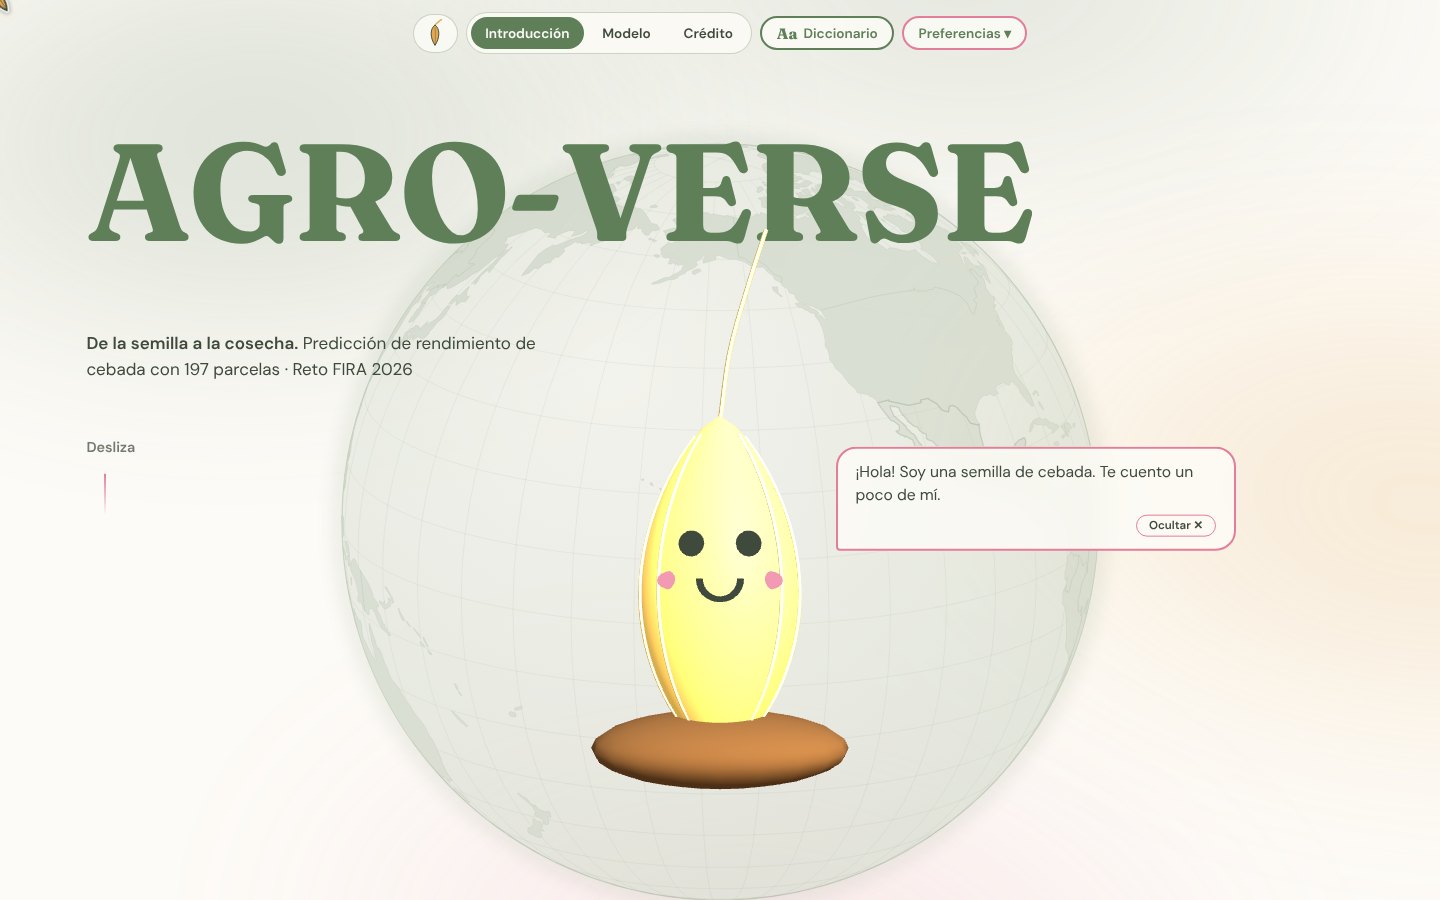 Introducción
Modelo
Crédito
Aa Diccionario
Preferencias ▾
AGRO-VERSE
De la semilla a la cosecha. Predicción de rendimiento de
cebada con 197 parcelas · Reto FIRA 2026
Desliza
¡Hola! Soy una semilla de cebada. Te cuento un
poco de mí.
Ocultar ✕